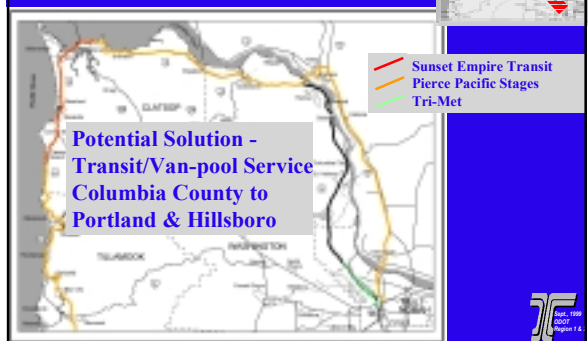 Sunset Empire Transit
Pierce Pacific Stages
Tri-Met
Potential Solution -
Transit/Van-pool Service
Columbia County to
Portland & Hillsboro
CLATSOP
TILLAMOOK
WASHINGTON
Sept., 1999
ODOT
Region 1 &